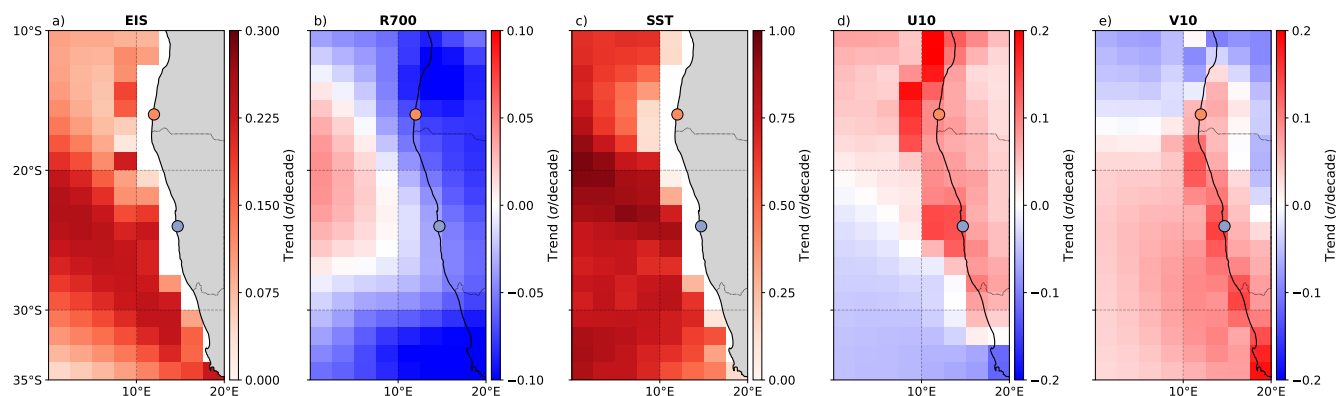 a) EIS
b) R700
c) SST
d) U10
e) V10
10°S
20°S
30°S
35°S
10°E 20°E
0.300
0.225
0.150
0.075
0.000
Trend (σ/decade)
10°E 20°E
0.10
0.05
0.00
−0.05
−0.10
Trend (σ/decade)
10°E 20°E
1.00
0.75
0.50
0.25
0.00
Trend (σ/decade)
10°E 20°E
0.2
0.1
0.0
−0.1
−0.2
Trend (σ/decade)
10°E 20°E
0.2
0.1
0.0
−0.1
−0.2
Trend (σ/decade)